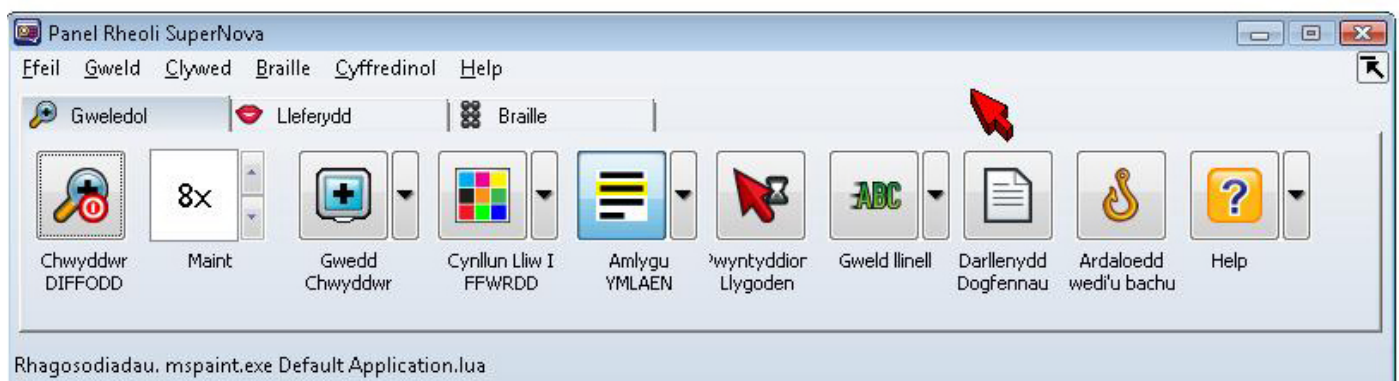 Panel Rheoli SuperNova
Ffeil Gweld Clywed Braille Cyffredinol Help
Gweledol Lleferydd Braille
8x
ABC
?
Chwyddwr Maint Gwedd Cynllun Lliw I Amlygu Gweld llinell Darllenydd Ardaloedd Help
DIFFODD Chwyddwr FFWRDD YMLAEN Llygoden Dogfennau wedi'u bachu
Rhagosodiadau. mspaint.exe Default Application.lua